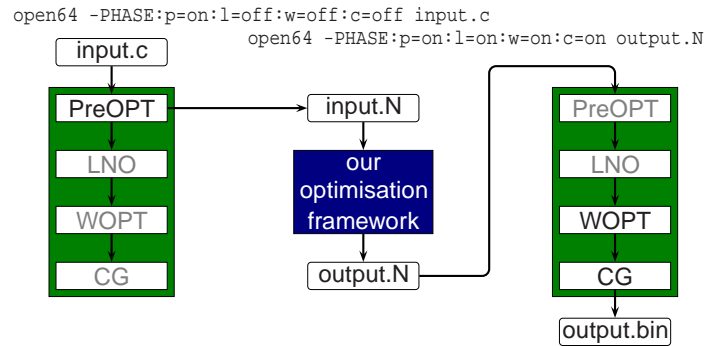 open64 -PHASE:p=on:l=off:w=off:c=off input.c
open64 -PHASE:p=on:l=on:w=on:c=on output.N
input.c
PreOPT
LNO
WOPT
CG
input.N
our
optimisation
framework
output.N
PreOPT
LNO
WOPT
CG
output.bin